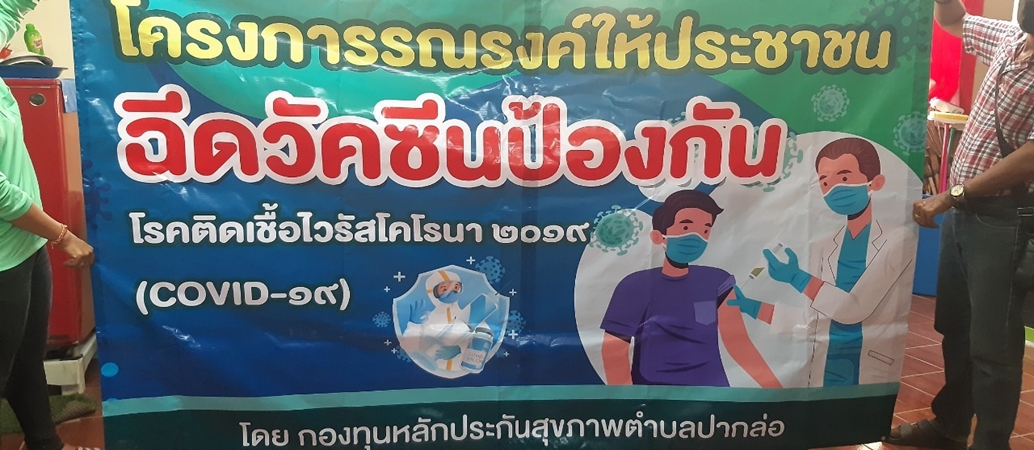 โครงการรณรงค์ให้ประชาชน
ฉีดวัคซีนป้องกัน
โรคติดเชื้อไวรัสโคโรนา ๒๐๑๙
(COVID-๑๙)
โดย กองทุนหลักประกันสุขภาพตำบลปากล่อ